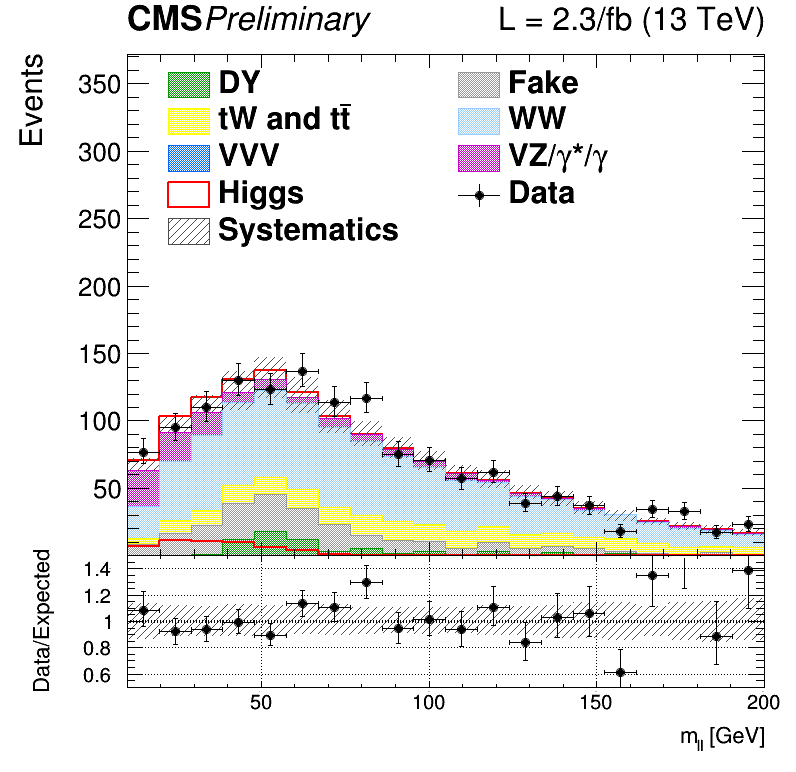 CMS Preliminary L = 2.3/fb (13 TeV)
Events
350
300
250
200
150
100
50
DY
Fake
tW and tt̅
WW
VVV
VZ/γ*/γ
Higgs
Data
Systematics
Data/Expected
1.4
1.2
1
0.8
0.6
50 100 150 200
m_ll [GeV]